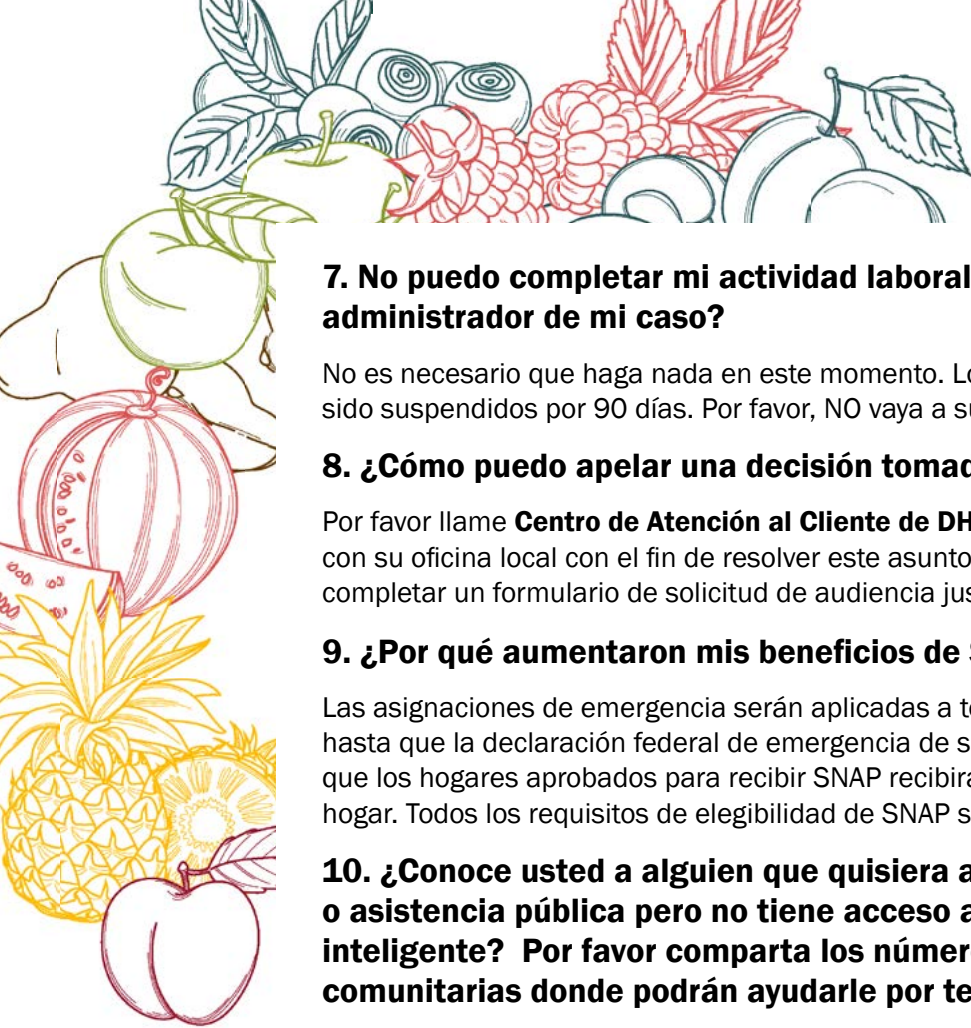 7. No puedo completar mi actividad laboral
administrador de mi caso?
No es necesario que haga nada en este momento. Lo
sido suspendidos por 90 días. Por favor, NO vaya a su
8. ¿Cómo puedo apelar una decisión tomad
Por favor llame Centro de Atención al Cliente de DH
con su oficina local con el fin de resolver este asunto
completar un formulario de solicitud de audiencia jus
9. ¿Por qué aumentaron mis beneficios de S
Las asignaciones de emergencia serán aplicadas a to
hasta que la declaración federal de emergencia de s
que los hogares aprobados para recibir SNAP recibirá
hogar. Todos los requisitos de elegibilidad de SNAP s
10. ¿Conoce usted a alguien que quisiera a
o asistencia pública pero no tiene acceso a
inteligente?  Por favor comparta los númer
comunitarias donde podrán ayudarle por te